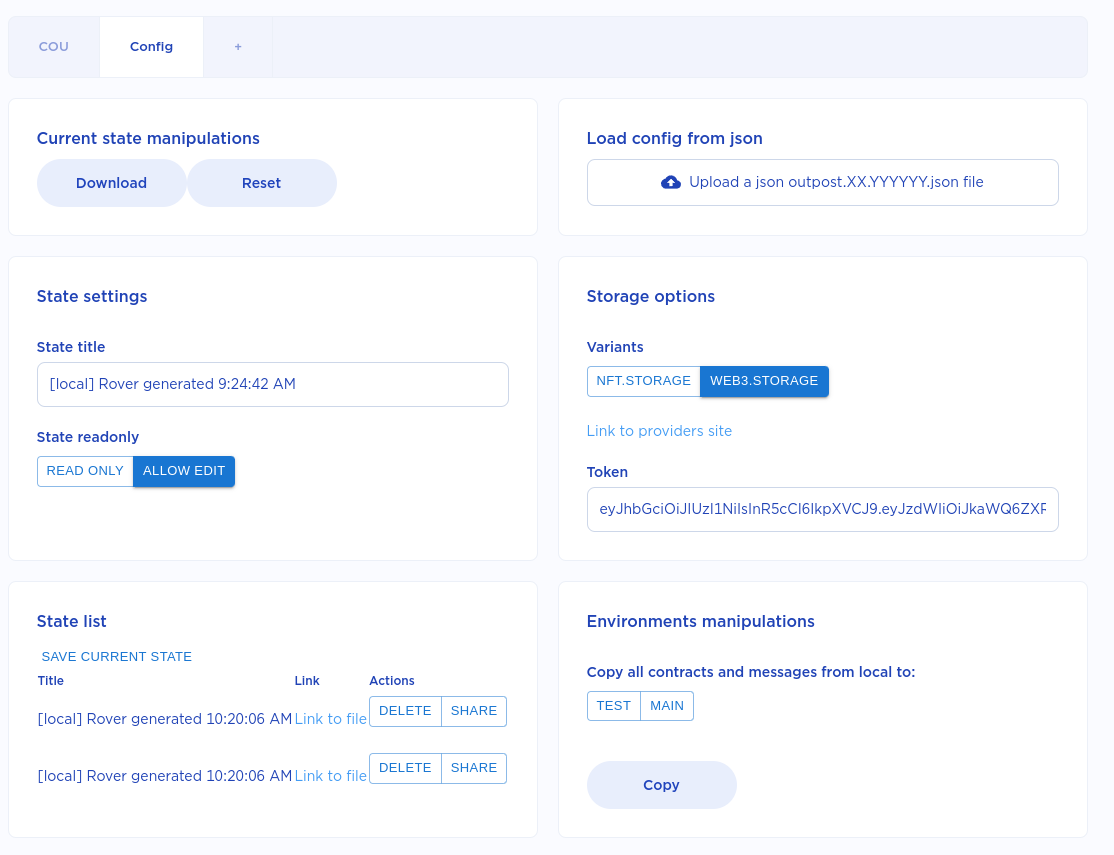 COU Config +
Current state manipulations
Download Reset
Load config from json
Upload a json outpost.XX.YYYYYY.json file
State settings
State title
[local] Rover generated 9:24:42 AM
State readonly
READ ONLY ALLOW EDIT
Storage options
Variants
NFT.STORAGE WEB3.STORAGE
Link to providers site
Token
State list
SAVE CURRENT STATE
Title Link Actions
[local] Rover generated 10:20:06 AM Link to file DELETE SHARE
[local] Rover generated 10:20:06 AM Link to file DELETE SHARE
Environments manipulations
Copy all contracts and messages from local to:
TEST MAIN
Copy